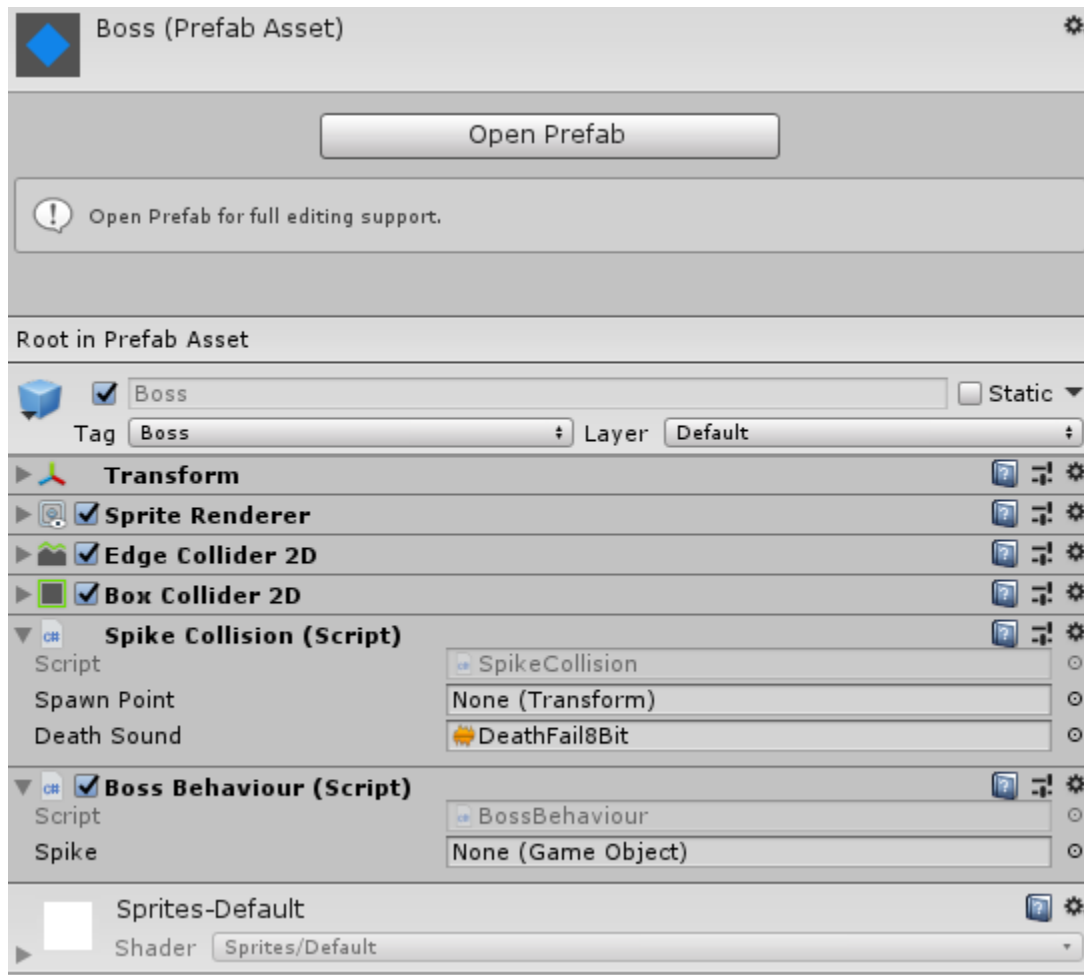 Boss (Prefab Asset)
Open Prefab
Open Prefab for full editing support.
Root in Prefab Asset
Boss Static
Tag Boss Layer Default
Transform
Sprite Renderer
Edge Collider 2D
Box Collider 2D
Spike Collision (Script)
Script SpikeCollision
Spawn Point None (Transform)
Death Sound DeathFail8Bit
Boss Behaviour (Script)
Script BossBehaviour
Spike None (Game Object)
Sprites-Default
Shader Sprites/Default